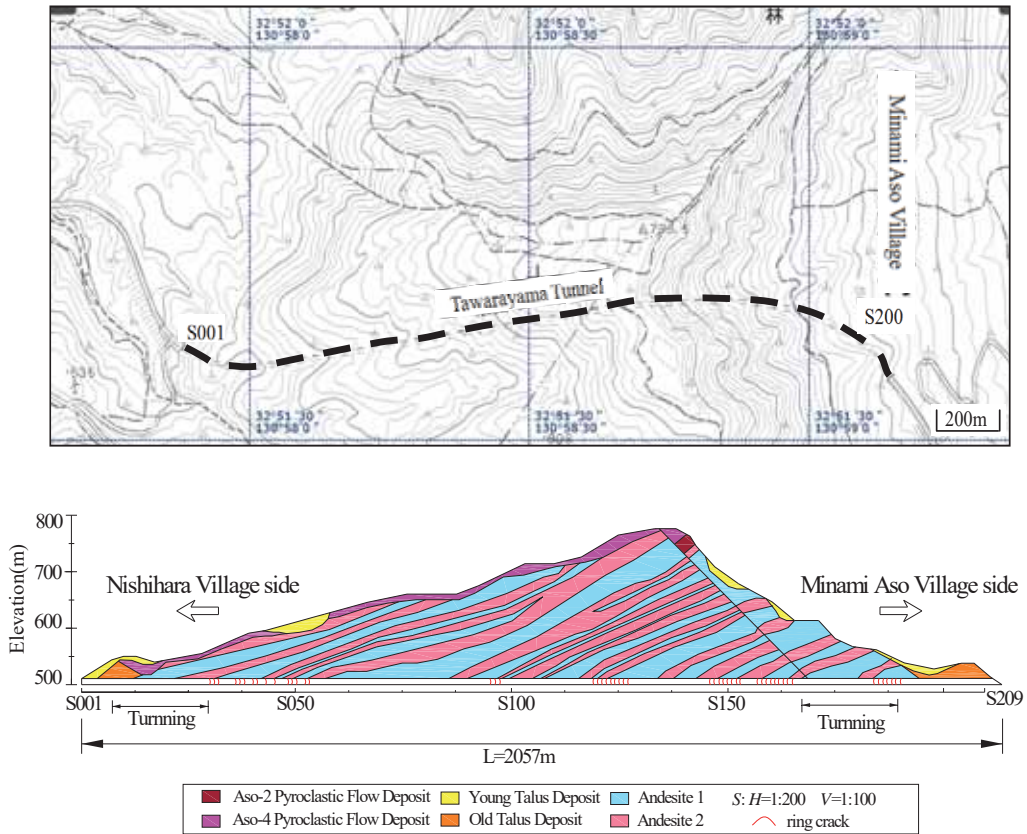 林
32°52'0"
130°58'0"
32°52'0"
130°58'30"
32°52'0"
130°59'0"
Minami Aso Village
Tawarayama Tunnel
S001
S200
32°51'30"
130°58'0"
32°51'30"
130°58'30"
32°51'30"
130°59'0"
200m
Elevation(m)
800
700
600
500
Nishihara Village side
Minami Aso Village side
S001
S050
S100
S150
S209
Turnning
Turnning
L=2057m
Aso-2 Pyroclastic Flow Deposit
Young Talus Deposit
Andesite 1
S: H=1:200 V=1:100
Aso-4 Pyroclastic Flow Deposit
Old Talus Deposit
Andesite 2
ring crack